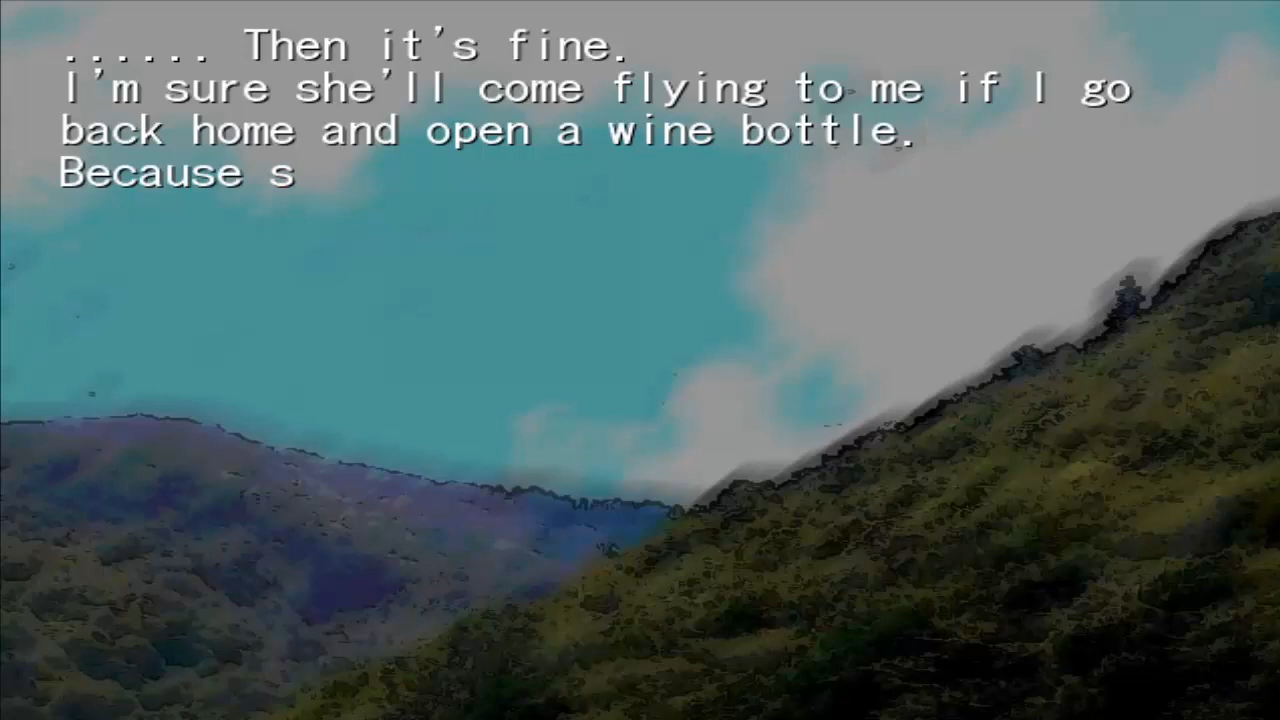 ...... Then it's fine.
I'm sure she'll come flying to me if I go
back home and open a wine bottle.
Because s